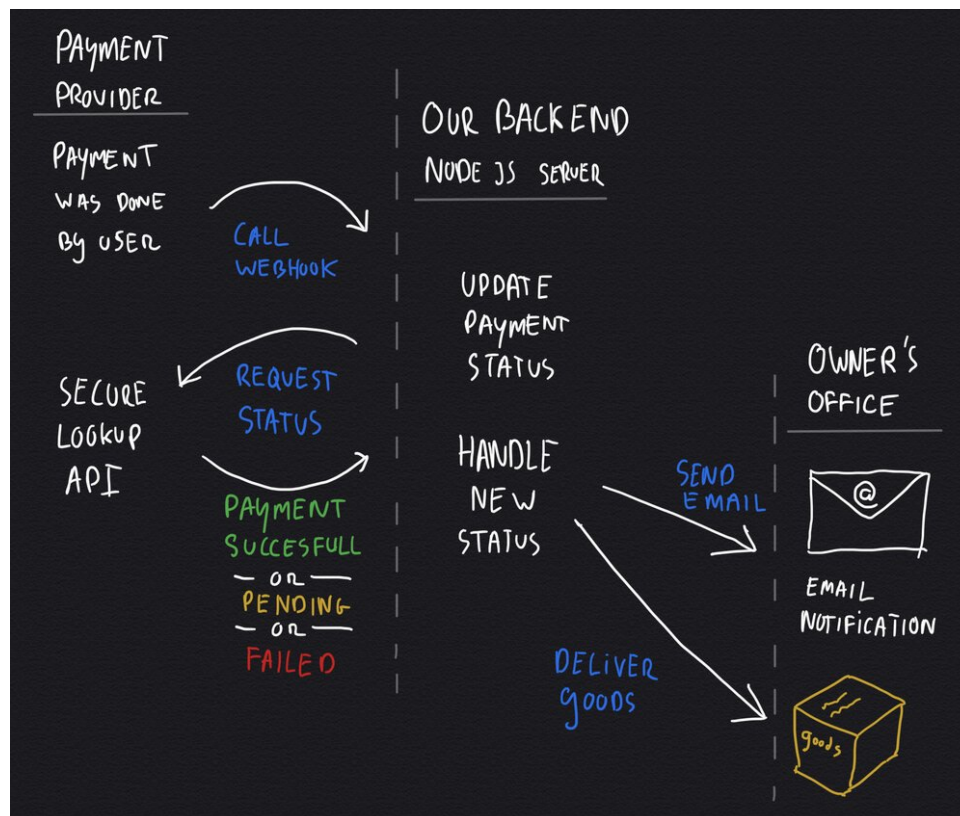 PAYMENT
PROVIDER
PAYMENT
WAS DONE
By USER
CALL
WEBHOOK
SECURE
LOOKUP
API
REQUEST
STATUS
PAYMENT
SUCCESFULL
OR
PENDING
OR
FAILED
OUR BACKEND
NODE JS SERVER
UPDATE
PAYMENT
STATUS
HANDLE
NEW
STATUS
SEND
EMAIL
DELIVER
GOODS
OWNER'S
OFFICE
@
EMAIL
NOTIFICATION
goods